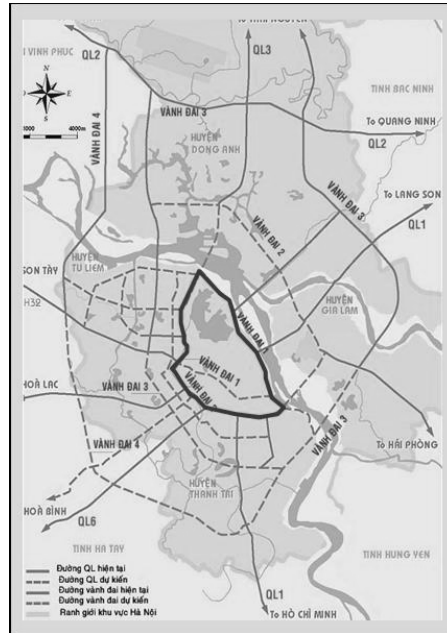 QL3
VINH PHUC
QL2
N
E
S
TINH BAC NINH
VÀNH ĐAI 3
To QUANG NINH
4000m
VÀNH ĐAI 4
HUYỆN
DONG ANH
QL2
To LANG SON
VÀNH ĐAI 3
QL1
VÀNH ĐAI 2
HUYỆN
TU LIEM
SON TÂY
HUYỆN
GIA LAM
VÀNH ĐAI 1
VÀNH ĐAI 1
VÀNH ĐAI 3
HOÀ LAC
VÀNH ĐAI 3
VÀNH ĐAI 4
To HẢI PHÒNG
HOÀ BÌNH
HUYỆN
THANH TRI
QL6
TINH HA TAY
TINH HUNG YEN
Đường QL hiện tại
Đường QL dự kiến
Đường vành đai hiện tại
Đường vành đai dự kiến
Ranh giới khu vực Hà Nội
QL1
To HỒ CHÍ MINH